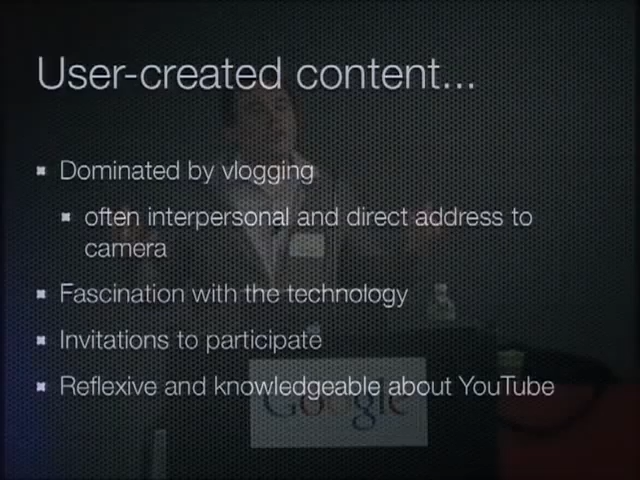 User-created content...
Dominated by vlogging
often interpersonal and direct address to
camera
Fascination with the technology
Invitations to participate
Reflexive and knowledgeable about YouTube
Google